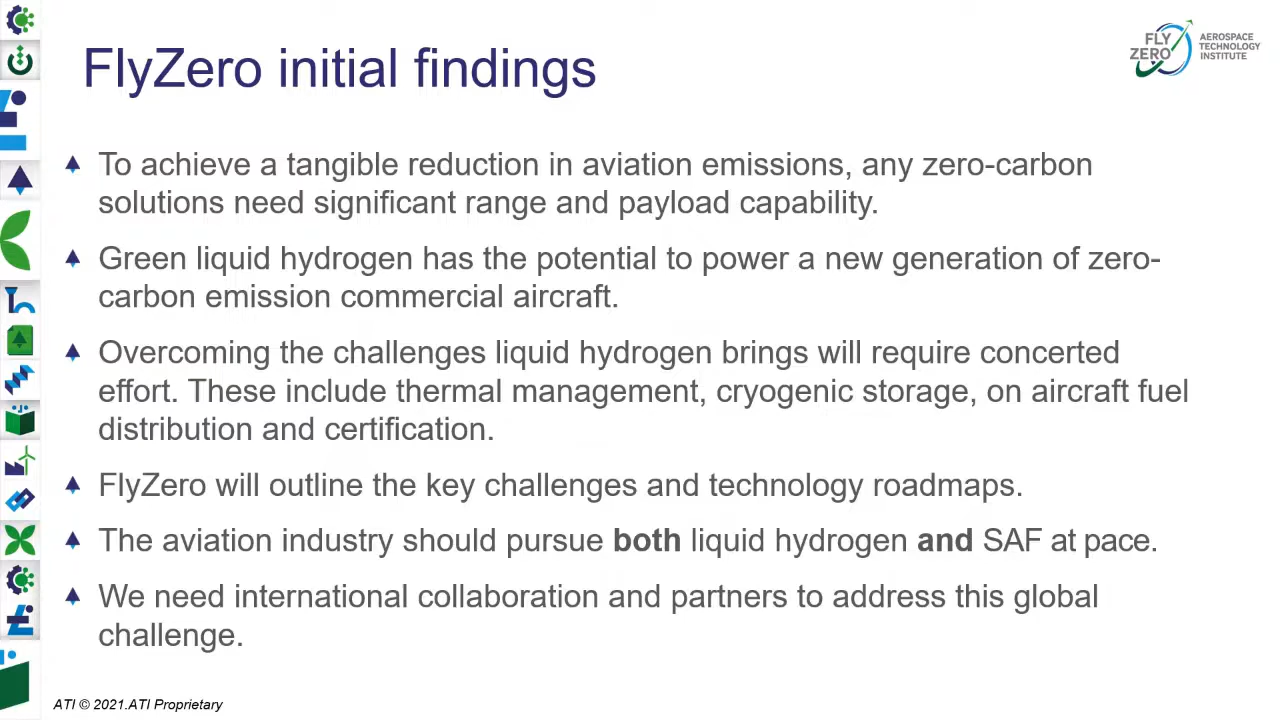 FlyZero initial findings
FLY
ZERO
AEROSPACE
TECHNOLOGY
INSTITUTE
To achieve a tangible reduction in aviation emissions, any zero-carbon
solutions need significant range and payload capability.
Green liquid hydrogen has the potential to power a new generation of zero-
carbon emission commercial aircraft.
Overcoming the challenges liquid hydrogen brings will require concerted
effort. These include thermal management, cryogenic storage, on aircraft fuel
distribution and certification.
FlyZero will outline the key challenges and technology roadmaps.
The aviation industry should pursue both liquid hydrogen and SAF at pace.
We need international collaboration and partners to address this global
challenge.
ATI © 2021.ATI Proprietary